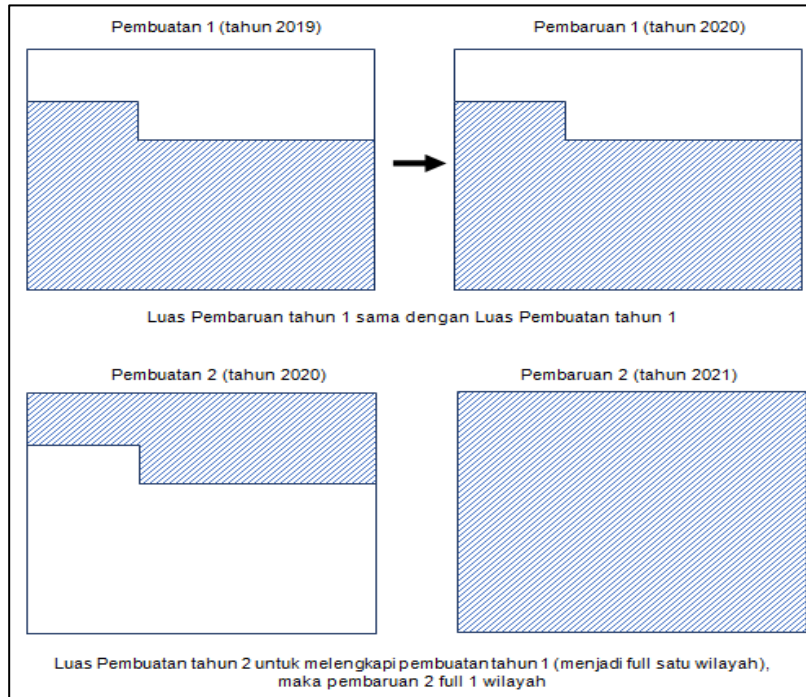 Pembuatan 1 (tahun 2019)
Pembaruan 1 (tahun 2020)
Luas Pembaruan tahun 1 sama dengan Luas Pembuatan tahun 1
Pembuatan 2 (tahun 2020)
Pembaruan 2 (tahun 2021)
Luas Pembuatan tahun 2 untuk melengkapi pembuatan tahun 1 (menjadi full satu wilayah),
maka pembaruan 2 full 1 wilayah